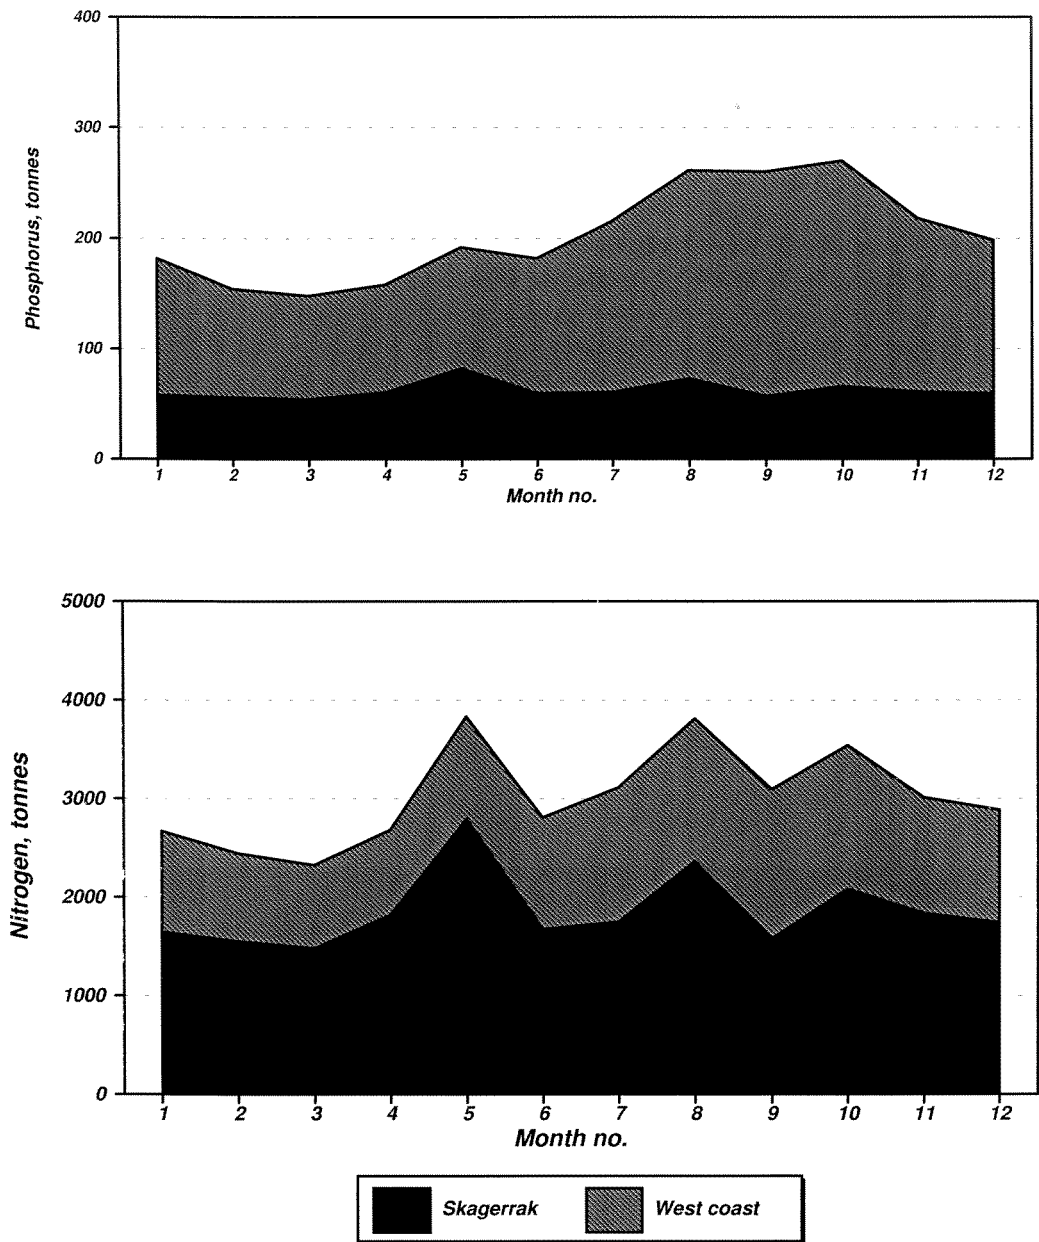 400
300
200
100
0
Phosphorus, tonnes
1 2 3 4 5 6 7 8 9 10 11 12
Month no.
5000
4000
3000
2000
1000
0
Nitrogen, tonnes
1 2 3 4 5 6 7 8 9 10 11 12
Month no.
Skagerrak West coast